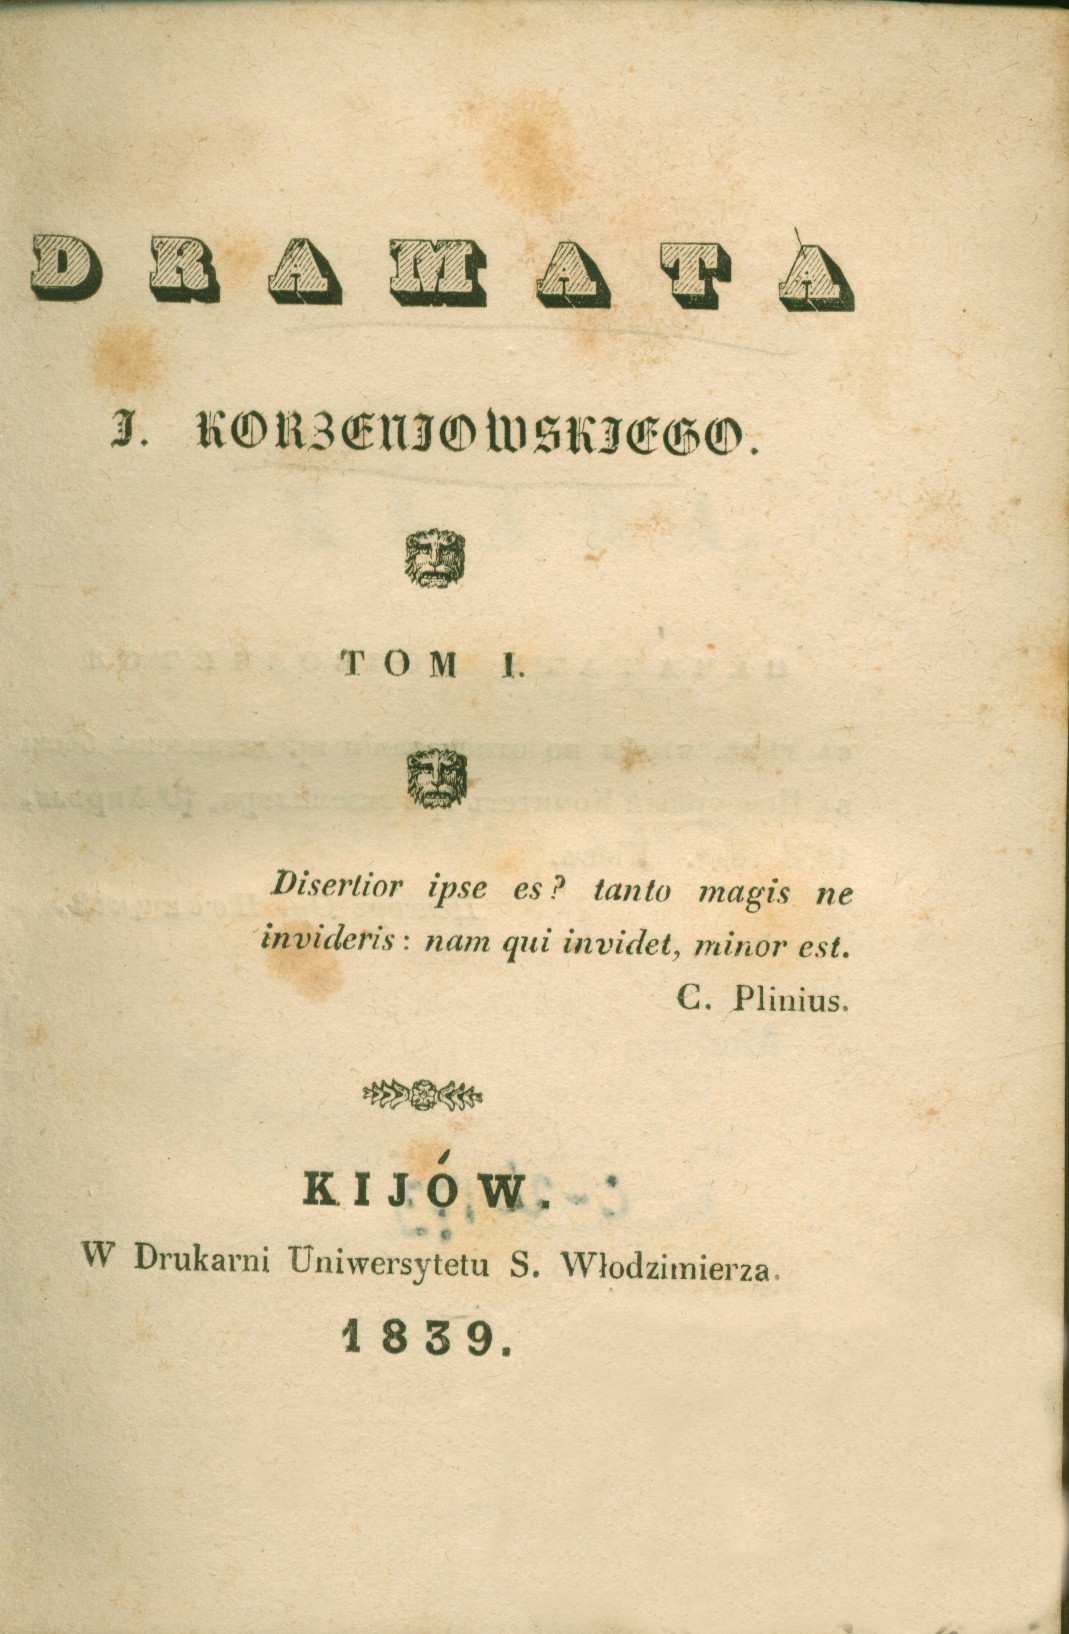 DRAMATA
J. KORZENIOWSKIEGO.
TOM I.
Disertior ipse es? tanto magis ne
invideris: nam qui invidet, minor est.
C. Plinius.
KIJÓW.
W Drukarni Uniwersytetu S. Włodzimierza.
1839.